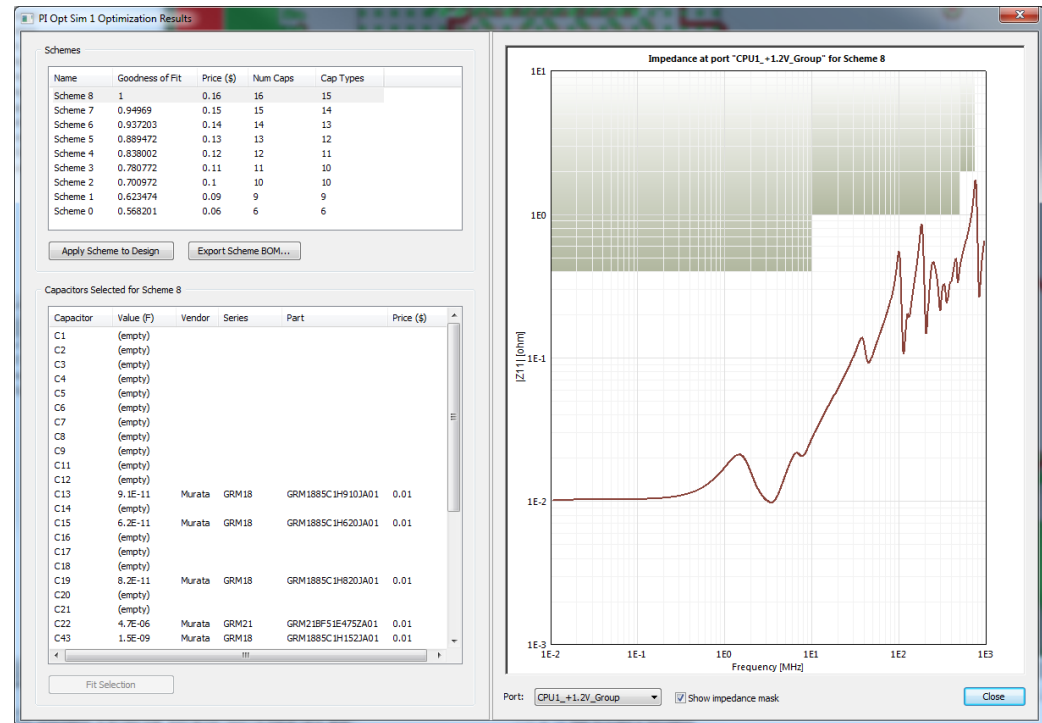 PI Opt Sim 1 Optimization Results
Schemes
Name Goodness of Fit Price ($) Num Caps Cap Types
Scheme 8 1 0.16 16 15
Scheme 7 0.94969 0.15 15 14
Scheme 6 0.937203 0.14 14 13
Scheme 5 0.889472 0.13 13 12
Scheme 4 0.838002 0.12 12 11
Scheme 3 0.780772 0.11 11 10
Scheme 2 0.700972 0.1 10 10
Scheme 1 0.623474 0.09 9 9
Scheme 0 0.568201 0.06 6 6
Apply Scheme to Design Export Scheme BOM...
Capacitors Selected for Scheme 8
Capacitor Value (F) Vendor Series Part Price ($)
C1 (empty)
C2 (empty)
C3 (empty)
C4 (empty)
C5 (empty)
C6 (empty)
C7 (empty)
C8 (empty)
C9 (empty)
C11 (empty)
C12 (empty)
C13 9.1E-11 Murata GRM18 GRM1885C1H910JA01 0.01
C14 (empty)
C15 6.2E-11 Murata GRM18 GRM1885C1H620JA01 0.01
C16 (empty)
C17 (empty)
C18 (empty)
C19 8.2E-11 Murata GRM18 GRM1885C1H820JA01 0.01
C20 (empty)
C21 (empty)
C22 4.7E-06 Murata GRM21 GRM21BF51E475ZA01 0.01
C43 1.5E-09 Murata GRM18 GRM1885C1H152JA01 0.01
Fit Selection
Impedance at port "CPU1_+1.2V_Group" for Scheme 8
1E1
1E0
1E-1
1E-2
1E-3
|Z11| [ohm]
1E-2 1E-1 1E0 1E1 1E2 1E3
Frequency [MHz]
Port: CPU1_+1.2V_Group Show impedance mask Close